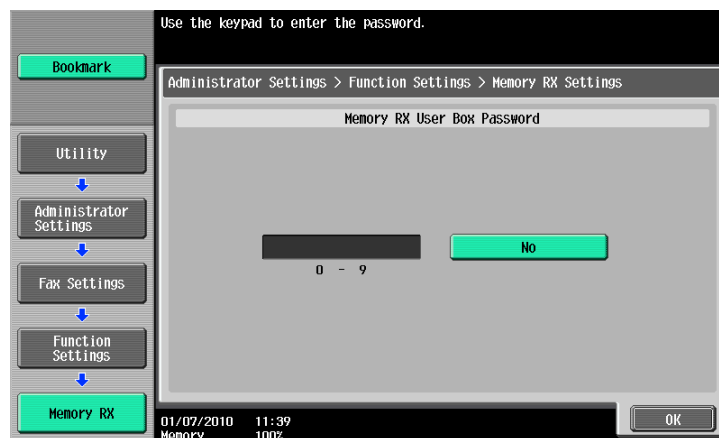 Use the keypad to enter the password.
Bookmark
Administrator Settings > Function Settings > Memory RX Settings
Memory RX User Box Password
Utility
Administrator
Settings
No
0 - 9
Fax Settings
Function
Settings
Memory RX
01/07/2010 11:39
Memory 100%
OK